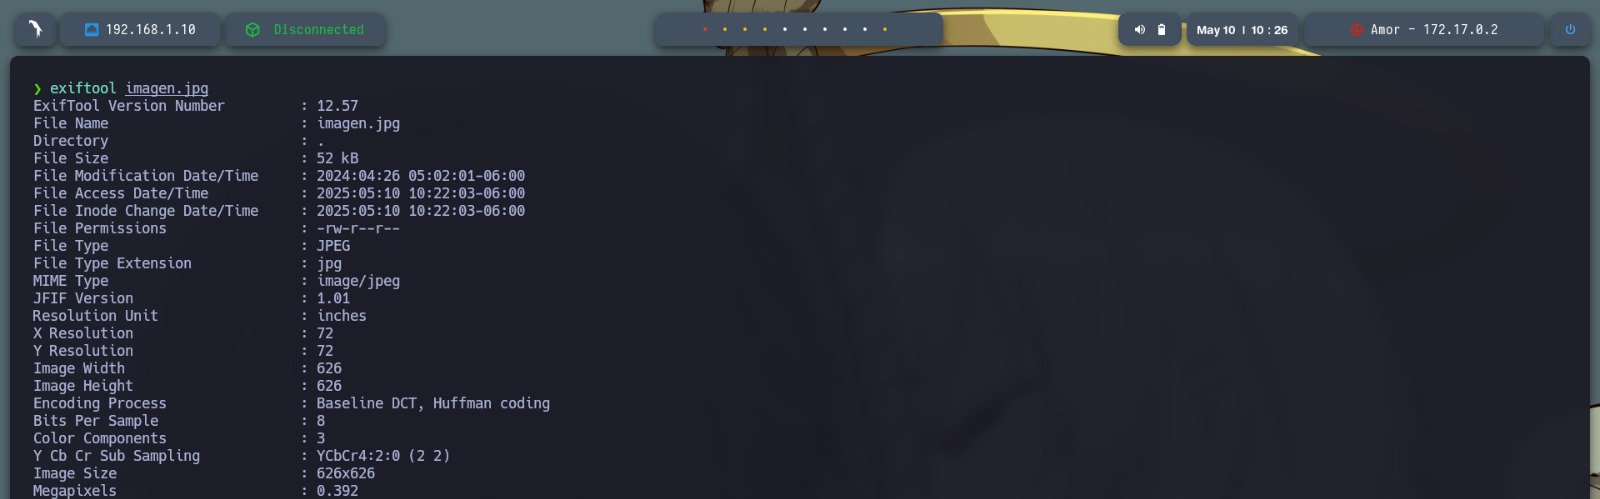 192.168.1.10 Disconnected May 10 | 10 : 26 Amor - 172.17.0.2
❯ exiftool imagen.jpg
ExifTool Version Number : 12.57
File Name : imagen.jpg
Directory : .
File Size : 52 kB
File Modification Date/Time : 2024:04:26 05:02:01-06:00
File Access Date/Time : 2025:05:10 10:22:03-06:00
File Inode Change Date/Time : 2025:05:10 10:22:03-06:00
File Permissions : -rw-r--r--
File Type : JPEG
File Type Extension : jpg
MIME Type : image/jpeg
JFIF Version : 1.01
Resolution Unit : inches
X Resolution : 72
Y Resolution : 72
Image Width : 626
Image Height : 626
Encoding Process : Baseline DCT, Huffman coding
Bits Per Sample : 8
Color Components : 3
Y Cb Cr Sub Sampling : YCbCr4:2:0 (2 2)
Image Size : 626x626
Megapixels : 0.392